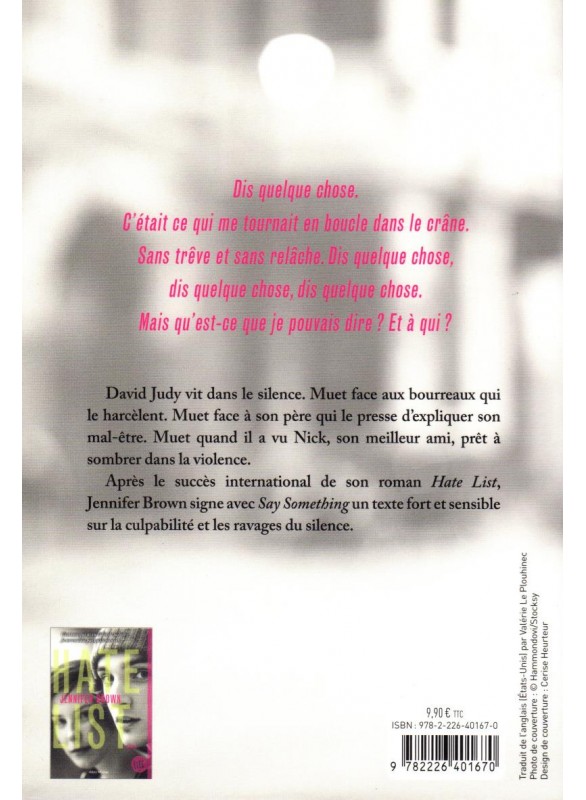 Dis quelque chose.
C'était ce qui me tournait en boucle dans le crâne.
Sans trêve et sans relâche. Dis quelque chose,
dis quelque chose, dis quelque chose.
Mais qu'est-ce que je pouvais dire ? Et à qui ?
David Judy vit dans le silence. Muet face aux bourreaux qui
le harcèlent. Muet face à son père qui le presse d'expliquer son
mal-être. Muet quand il a vu Nick, son meilleur ami, prêt à
sombrer dans la violence.
Après le succès international de son roman Hate List,
Jennifer Brown signe avec Say Something un texte fort et sensible
sur la culpabilité et les ravages du silence.
HATE
JENNIFER BROWN
LIST
9,90 € TTC
ISBN : 978-2-226-40167-0
9 782226 401670
Traduit de l'anglais (États-Unis) par Valérie Le Plouhinec
Photo de couverture : © Hammondovi/Stocksy
Design de couverture : Cerise Heurteur